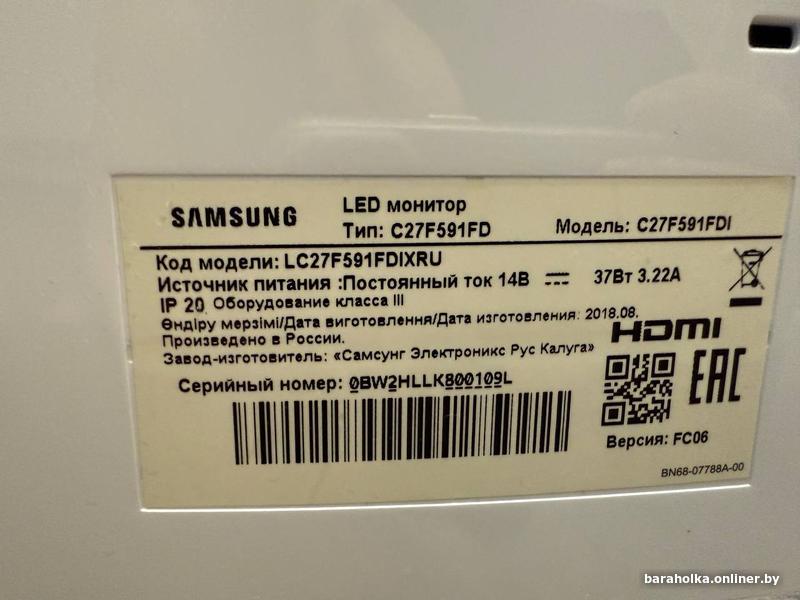 SAMSUNG
LED монитор
Тип: C27F591FD
Модель: C27F591FDI
Код модели: LC27F591FDIXRU
Источник питания :Постоянный ток 14В 37Вт 3.22А
IP 20 Оборудование класса III
Өндіру мерзімі/Дата виготовлення/Дата изготовления: 2018.08.
Произведено в России.
Завод-изготовитель: «Самсунг Электроникс Рус Калуга»
HDMI
Серийный номер: 0BW2HLLK800109L
EAC
Версия: FC06
BN68-07788A-00
baraholka.onliner.by